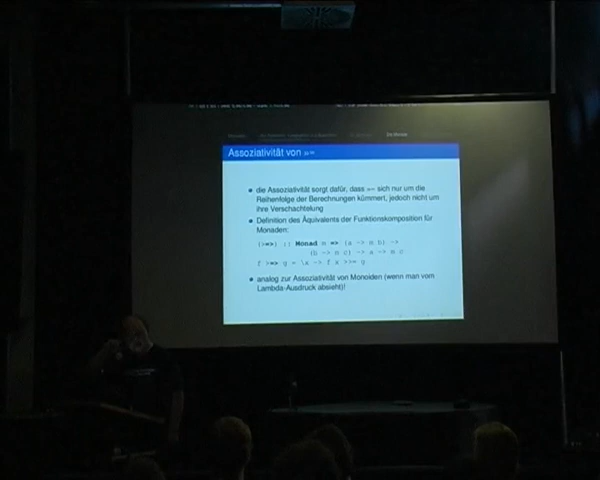 Assoziativität von >>=
die Assoziativität sorgt dafür, dass >>= sich nur um die
Reihenfolge der Berechnungen kümmert, jedoch nicht um
ihre Verschachtelung
Definition des Äquivalents der Funktionskomposition für
Monaden:
(>=>) :: Monad m => (a -> m b) ->
(b -> m c) -> a -> m c
f >=> g = \x -> f x >>= g
analog zur Assoziativität von Monoiden (wenn man vom
Lambda-Ausdruck absieht)!